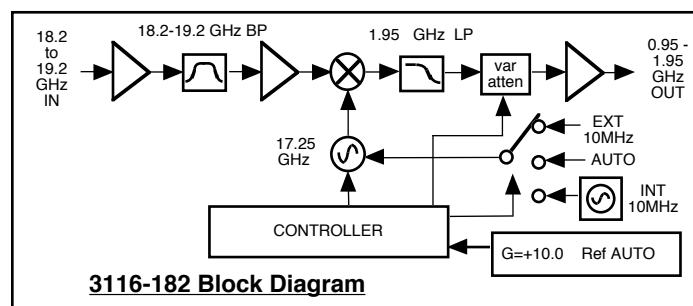 18.2
to
19.2
GHz
IN
18.2-19.2 GHz BP
1.95 GHz LP
var
atten
0.95 -
1.95
GHz
OUT
17.25
GHz
EXT
10MHz
AUTO
INT
10MHz
CONTROLLER
G=+10.0 Ref AUTO
3116-182 Block Diagram